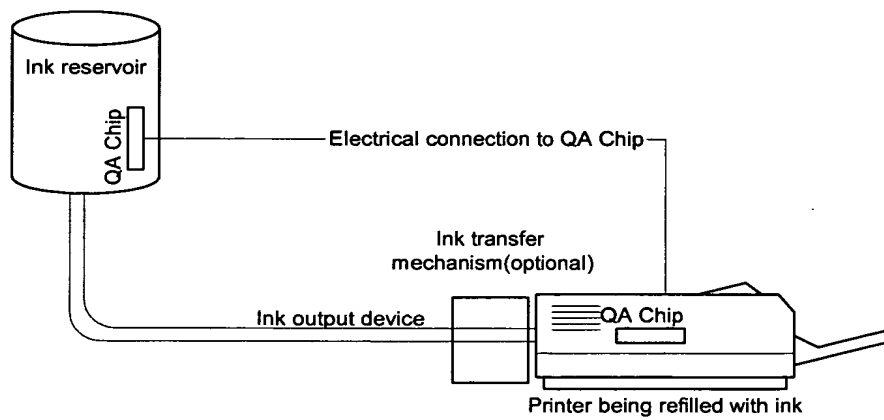 Ink reservoir
QA Chip
Electrical connection to QA Chip
Ink transfer
mechanism(optional)
Ink output device
QA Chip
Printer being refilled with ink